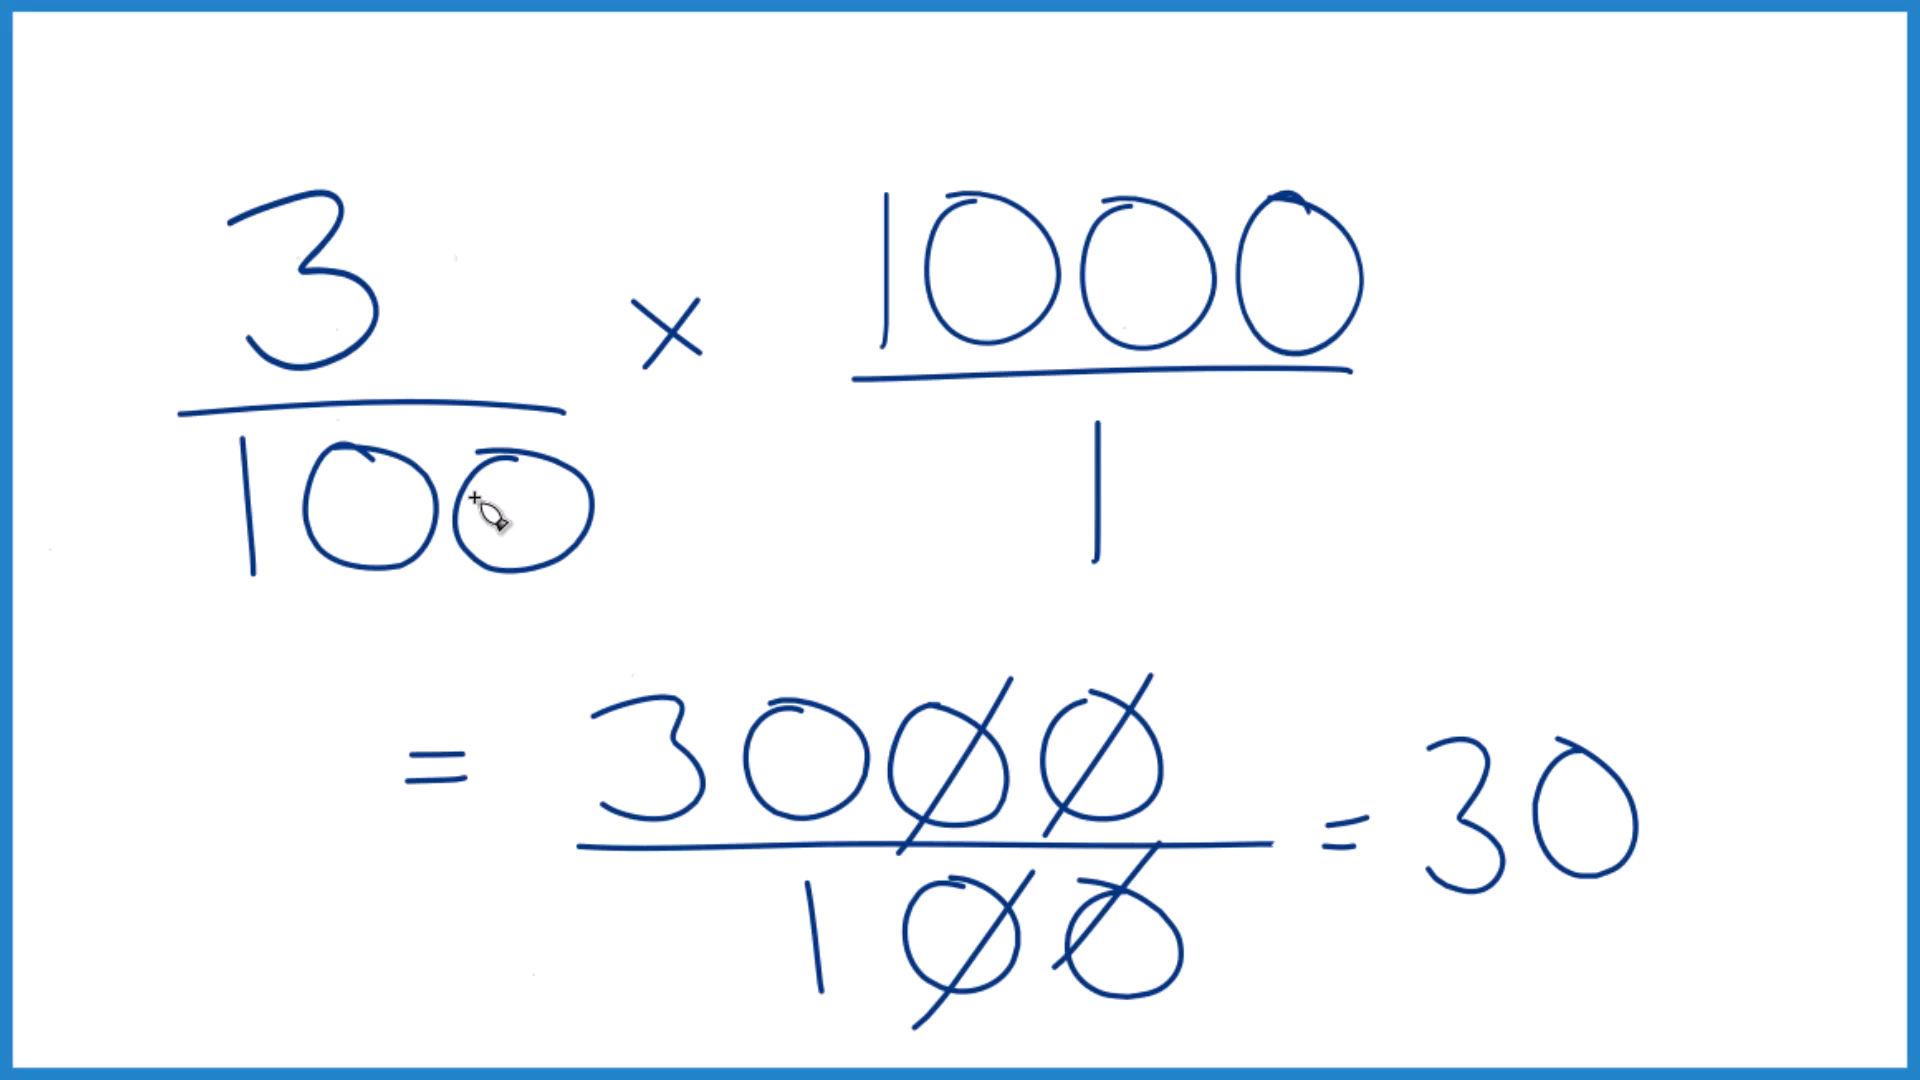 3/100 × 1000/1
= 3000/100 = 30